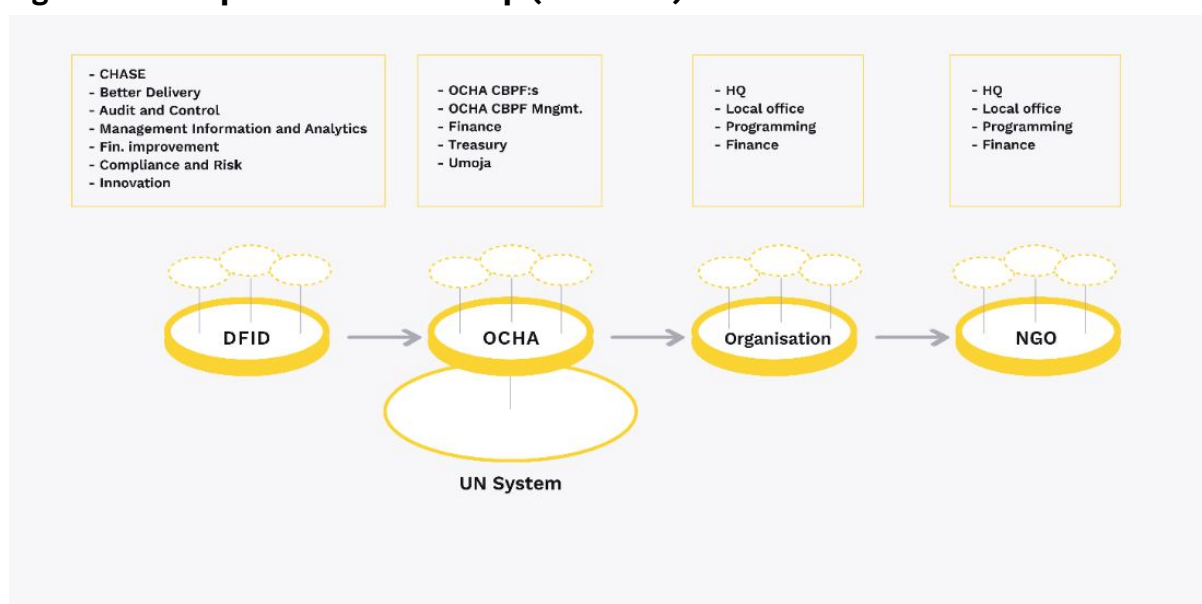 - CHASE
- Better Delivery
- Audit and Control
- Management Information and Analytics
- Fin. improvement
- Compliance and Risk
- Innovation
- OCHA CBPF:s
- OCHA CBPF Mngmt.
- Finance
- Treasury
- Umoja
- HQ
- Local office
- Programming
- Finance
- HQ
- Local office
- Programming
- Finance
DFID
OCHA
Organisation
NGO
UN System